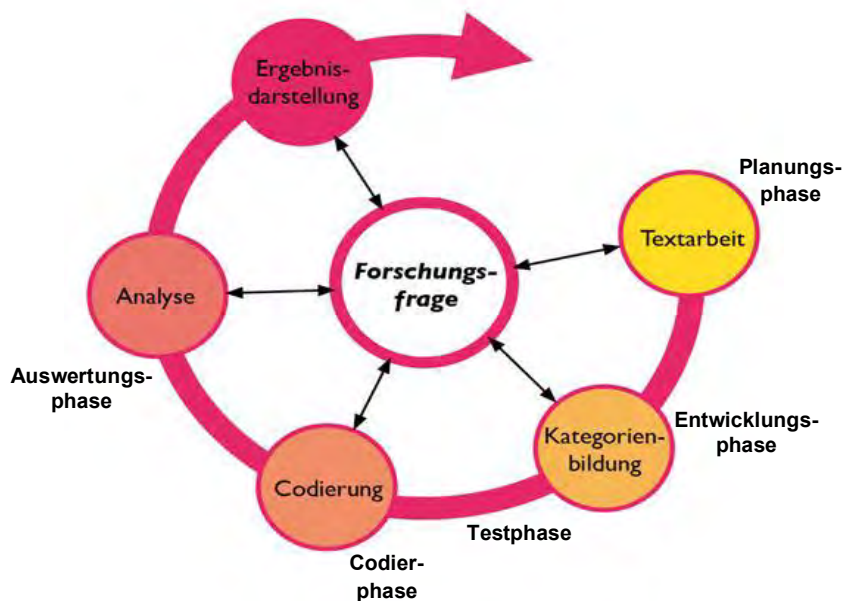 Ergebnis-
darstellung
Planungs-
phase
Textarbeit
Forschungs-
frage
Analyse
Auswertungs-
phase
Kategorien-
bildung
Entwicklungs-
phase
Codierung
Testphase
Codier-
phase